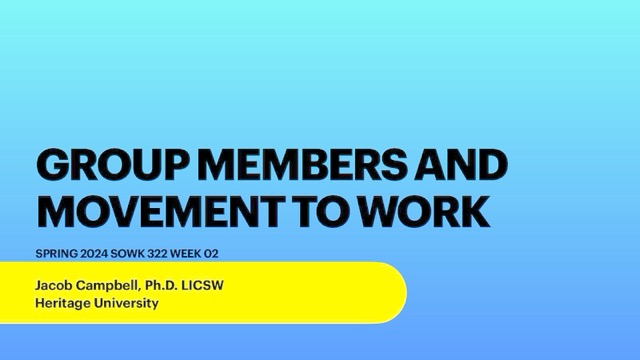 GROUP MEMBERS AND
MOVEMENT TO WORK
SPRING 2024 SOWK 322 WEEK 02
Jacob Campbell, Ph.D. LICSW
Heritage University